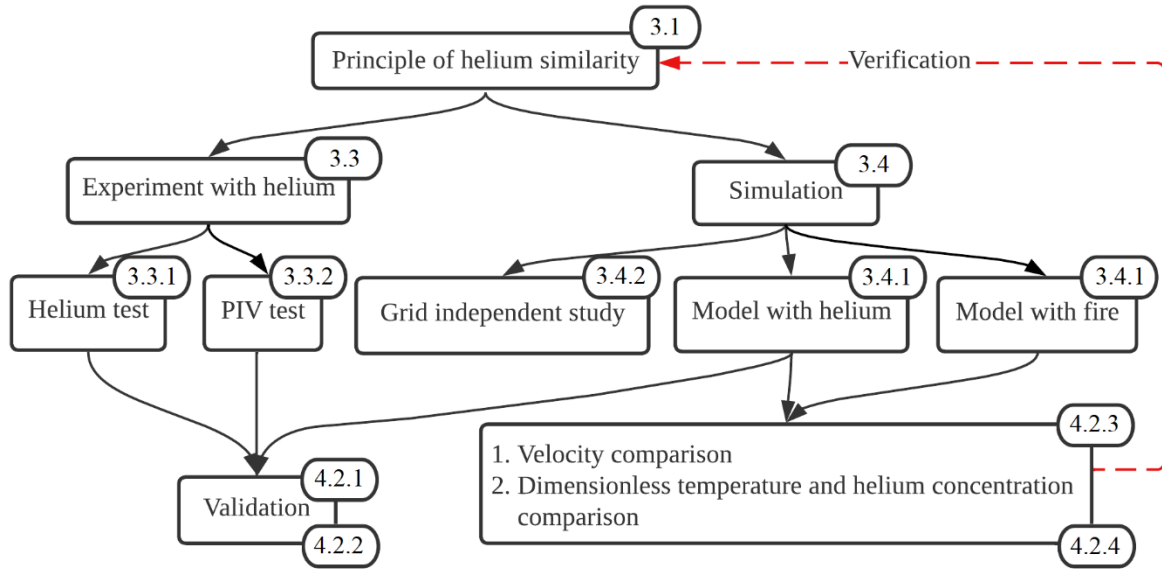 3.1
Principle of helium similarity
Verification
3.3
Experiment with helium
3.4
Simulation
3.3.1
Helium test
3.3.2
PIV test
3.4.2
Grid independent study
3.4.1
Model with helium
3.4.1
Model with fire
4.2.3
1. Velocity comparison
2. Dimensionless temperature and helium concentration
comparison
4.2.4
4.2.1
Validation
4.2.2